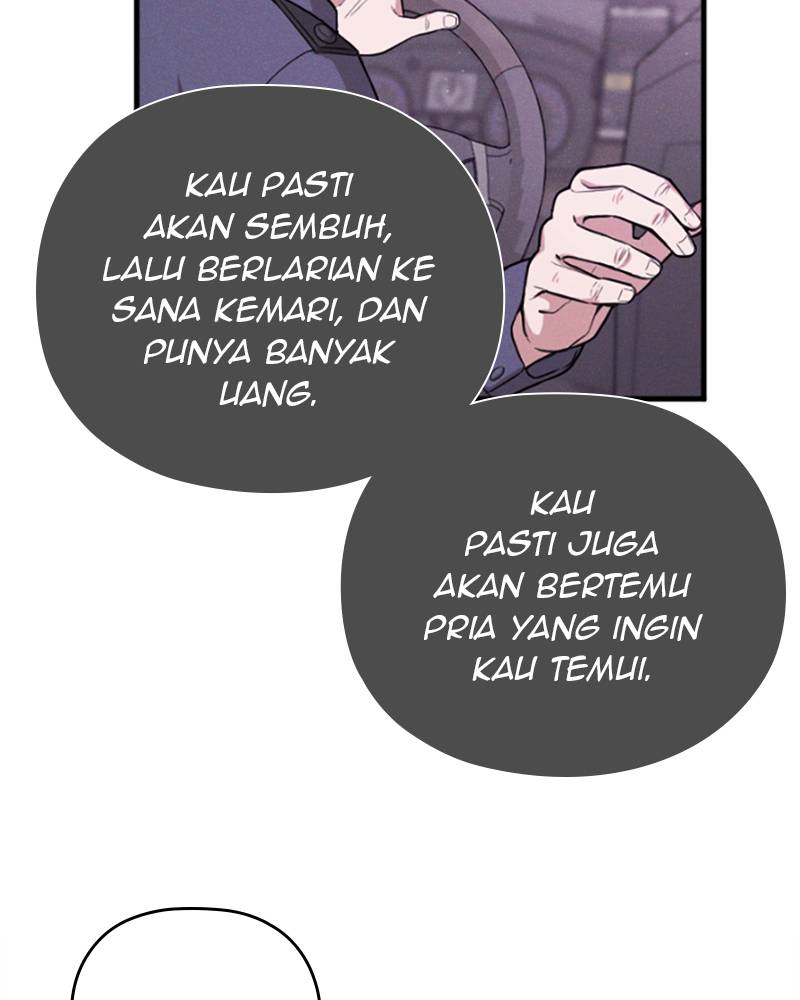 KAU PASTI
AKAN SEMBUH,
LALU BERLARIAN KE
SANA KEMARI, DAN
PUNYA BANYAK
UANG.
KAU
PASTI JUGA
AKAN BERTEMU
PRIA YANG INGIN
KAU TEMUI.